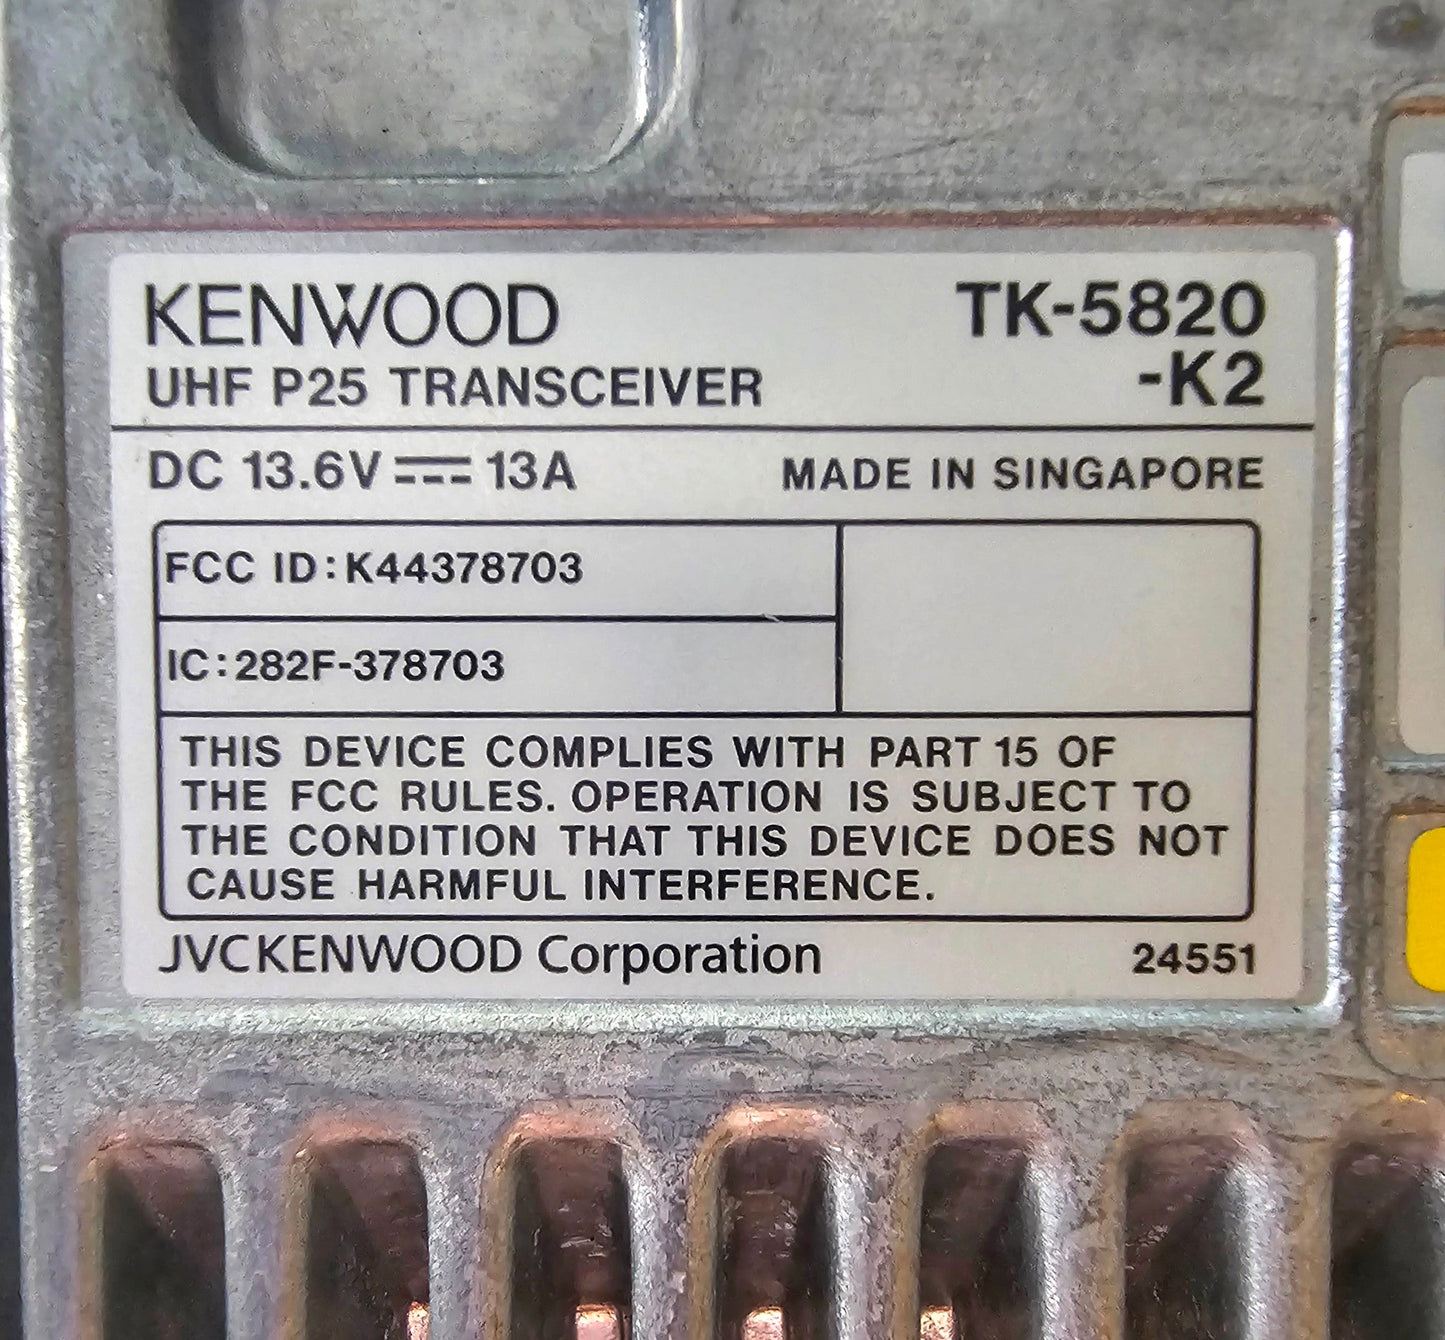 KENWOOD TK-5820
UHF P25 TRANSCEIVER -K2
DC 13.6V ⎓ 13A MADE IN SINGAPORE
FCC ID:K44378703
IC:282F-378703
THIS DEVICE COMPLIES WITH PART 15 OF
THE FCC RULES. OPERATION IS SUBJECT TO
THE CONDITION THAT THIS DEVICE DOES NOT
CAUSE HARMFUL INTERFERENCE.
JVCKENWOOD Corporation 24551